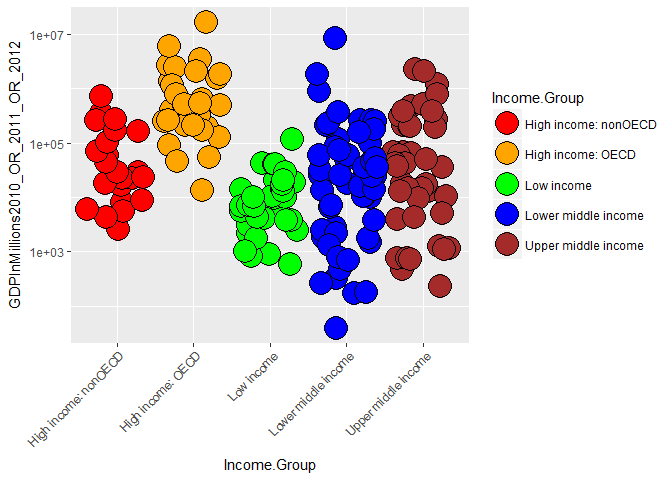 GDPInMillions2010_OR_2011_OR_2012
1e+07
1e+05
1e+03
High income: nonOECD
High income: OECD
Low income
Lower middle income
Upper middle income
Income.Group
Income.Group
High income: nonOECD
High income: OECD
Low income
Lower middle income
Upper middle income